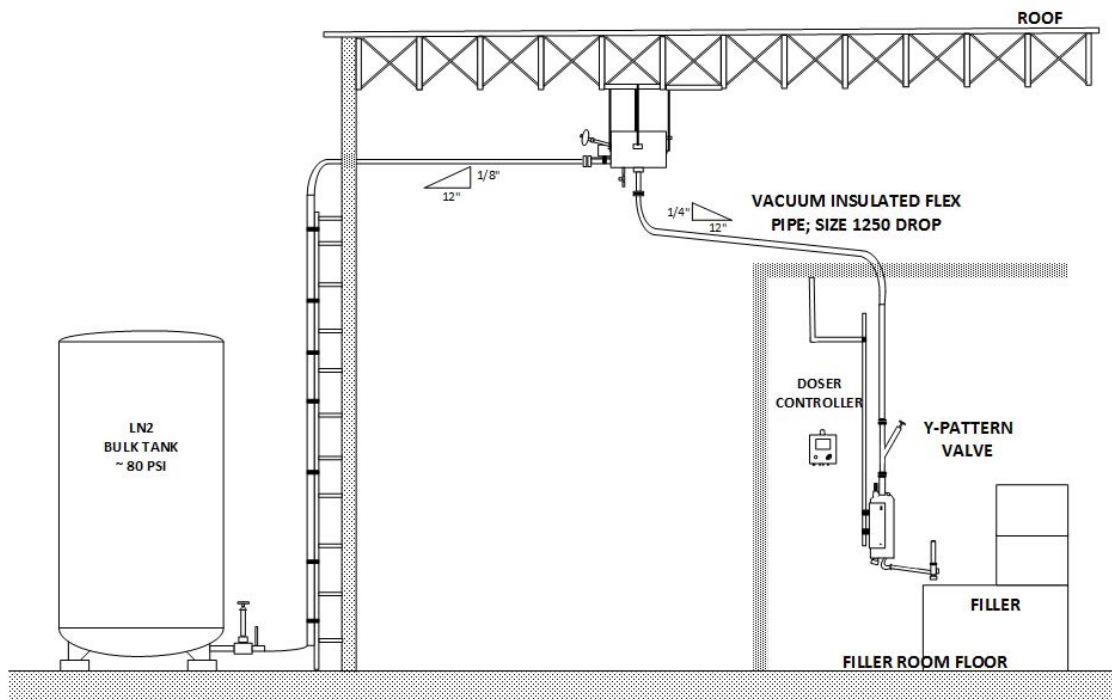 ROOF
1/8"
12"
1/4"
12"
VACUUM INSULATED FLEX
PIPE; SIZE 1250 DROP
LN2
BULK TANK
~ 80 PSI
DOSER
CONTROLLER
Y-PATTERN
VALVE
FILLER
FILLER ROOM FLOOR